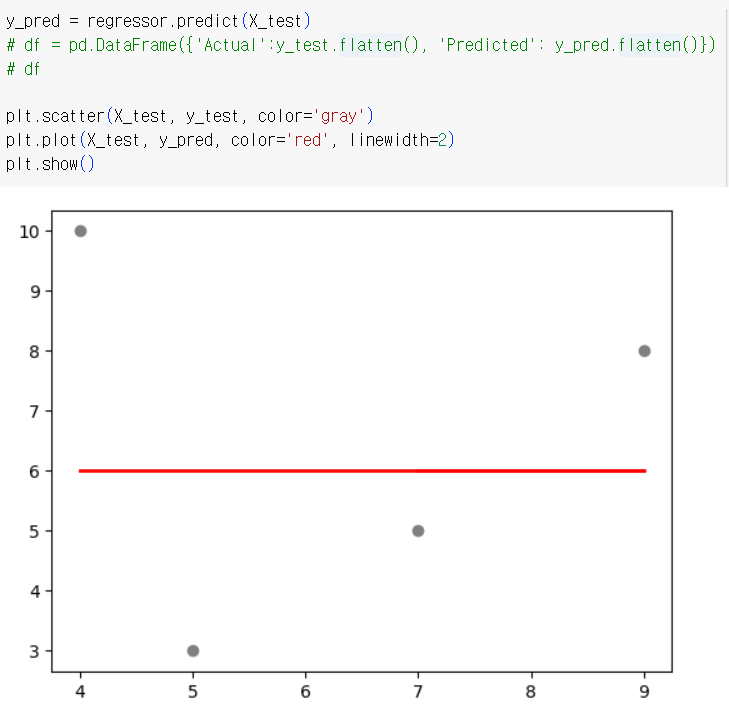 y_pred = regressor.predict(X_test)
# df = pd.DataFrame({'Actual':y_test.flatten(), 'Predicted': y_pred.flatten()})
# df
plt.scatter(X_test, y_test, color='gray')
plt.plot(X_test, y_pred, color='red', linewidth=2)
plt.show()
10
9
8
7
6
5
4
3
4 5 6 7 8 9